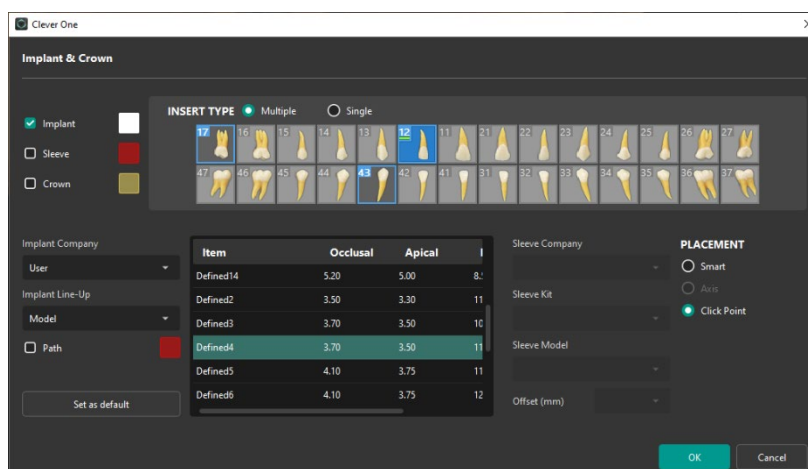 Clever One
Implant & Crown
INSERT TYPE Multiple Single
Implant
Sleeve
Crown
17 16 15 14 13 12 11 21 22 23 24 25 26 27
47 46 45 44 43 42 41 31 32 33 34 35 36 37
Implant Company
User
Implant Line-Up
Model
Path
Set as default
Item Occlusal Apical
Defined14 5.20 5.00 8.
Defined2 3.50 3.30 11
Defined3 3.70 3.50 10
Defined4 3.70 3.50 11
Defined5 4.10 3.75 11
Defined6 4.10 3.75 12
Sleeve Company
Sleeve Kit
Sleeve Model
Offset (mm)
PLACEMENT
Smart
Axis
Click Point
OK Cancel